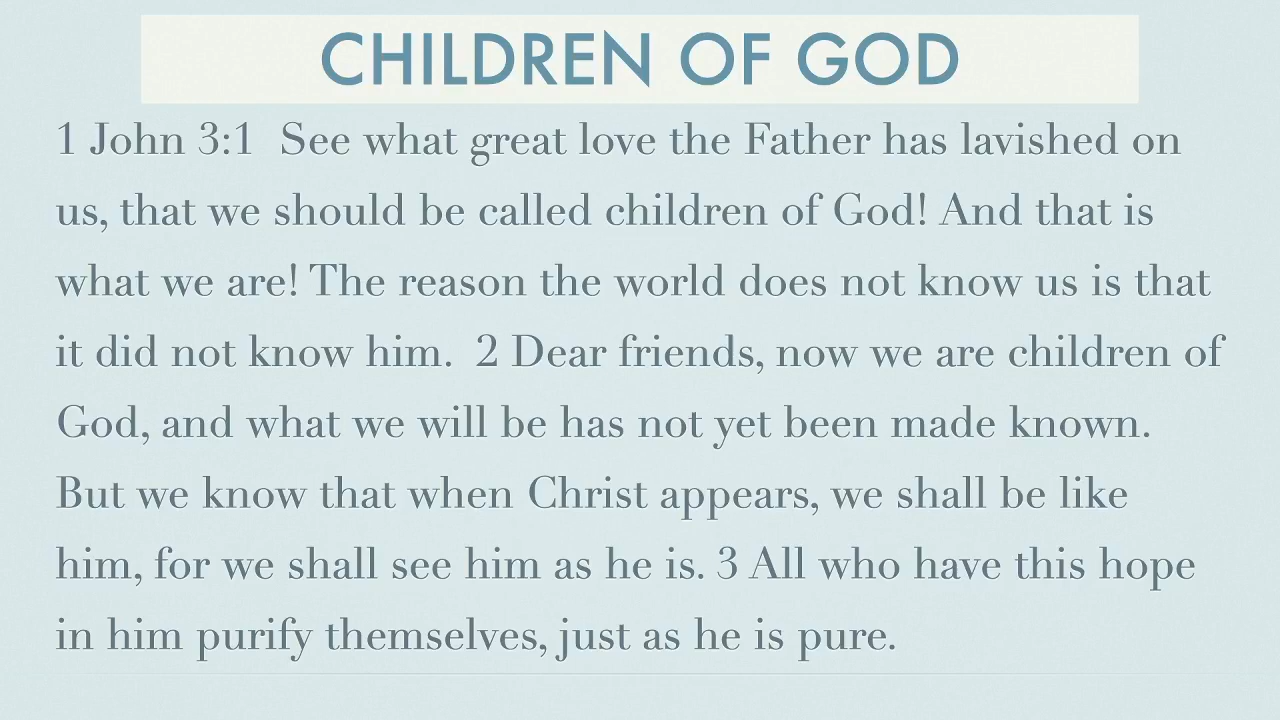 CHILDREN OF GOD
1 John 3:1  See what great love the Father has lavished on
us, that we should be called children of God! And that is
what we are! The reason the world does not know us is that
it did not know him.  2 Dear friends, now we are children of
God, and what we will be has not yet been made known.
But we know that when Christ appears, we shall be like
him, for we shall see him as he is. 3 All who have this hope
in him purify themselves, just as he is pure.